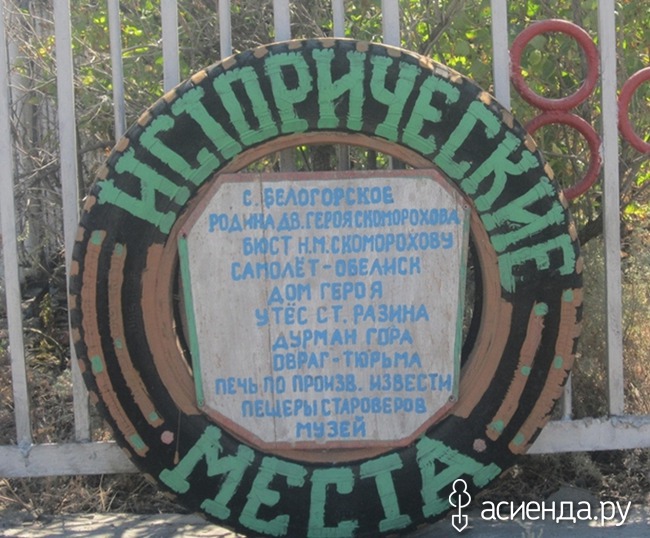 ИСТОРИЧЕСКИЕ
С. БЕЛОГОРСКОЕ
РОДИНА ДВ. ГЕРОЯ СКОМОРОХОВА
БЮСТ Н.М. СКОМОРОХОВУ
САМОЛЁТ-ОБЕЛИСК
ДОМ ГЕРОЯ
УТЁС СТ. РАЗИНА
ДУРМАН ГОРА
ОВРАГ-ТЮРЬМА
ПЕЧЬ ПО ПРОИЗВ. ИЗВЕСТИ
ПЕЩЕРЫ СТАРОВЕРОВ
МУЗЕЙ
МЕСТА
асиенда.ру